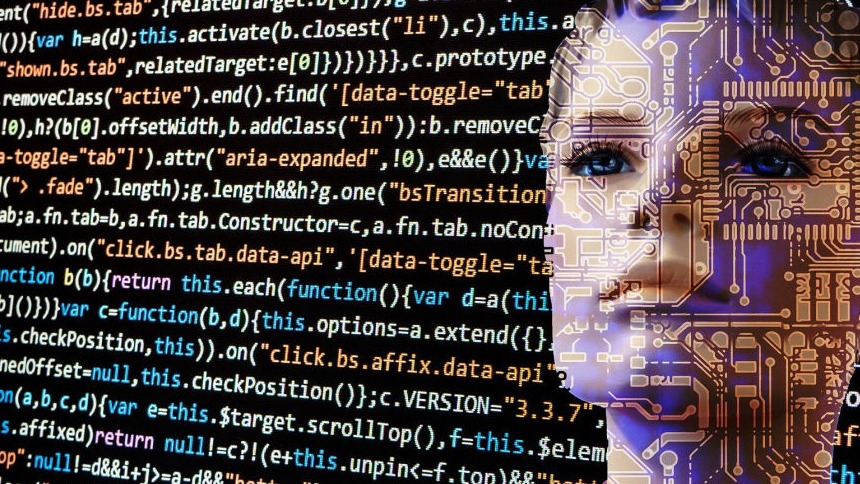 ent("hide.bs.tab",{relatedTarget:b[0]}),g
()){var h=a(d);this.activate(b.closest("li"),c),this.a
"shown.bs.tab",relatedTarget:e[0]})})}}},c.prototype.
.removeClass("active").end().find('[data-toggle="tab"
!0),h?(b[0].offsetWidth,b.addClass("in")):b.removeC
a-toggle="tab"]').attr("aria-expanded",!0),e&&e()}va
("> .fade").length);g.length&&h?g.one("bsTransition
ab;a.fn.tab=b,a.fn.tab.Constructor=c,a.fn.tab.noCon
cument).on("click.bs.tab.data-api",'[data-toggle="ta
nction b(b){return this.each(function(){var d=a(thi
b]()})}var c=function(b,d){this.options=a.extend({}
s.checkPosition,this)).on("click.bs.affix.data-api",
nedOffset=null,this.checkPosition()};c.VERSION="3.3.7",
on(a,b,c,d){var e=this.$target.scrollTop(),f=this.$elem
s.affixed)return null!=c?!(e+this.unpin<=f.top)&&"bott
op":null!=d&&i+j>=a-d&&"bottom"